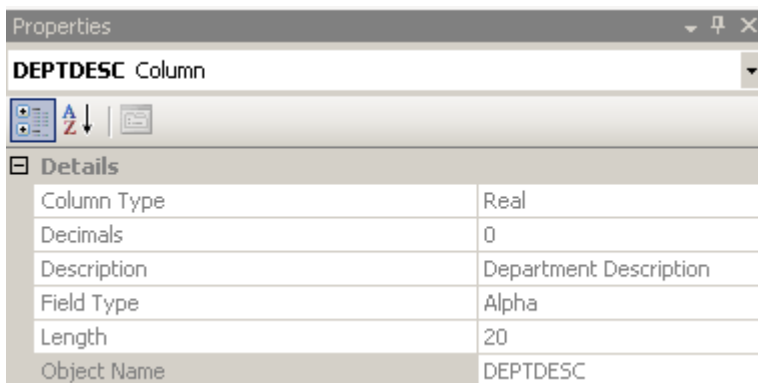 Properties
DEPTDESC Column
A
Z
Details
Column Type Real
Decimals 0
Description Department Description
Field Type Alpha
Length 20
Object Name DEPTDESC